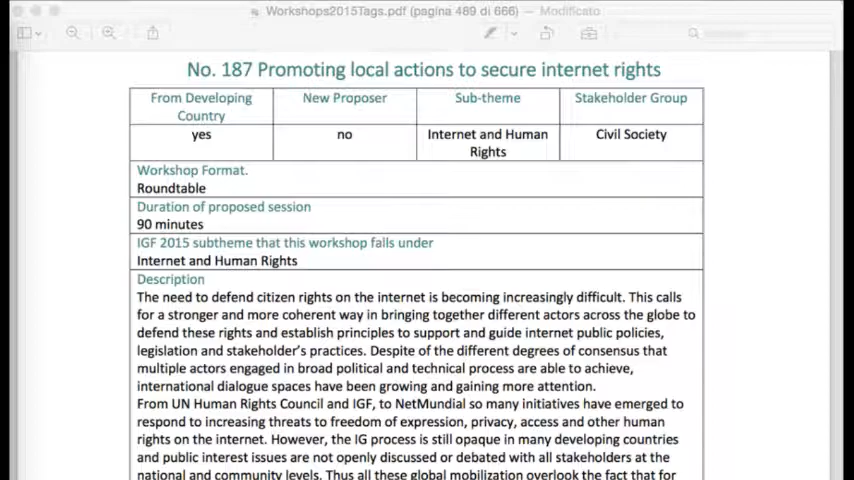 Workshops2015Tags.pdf (pagina 489 di 666) — Modificato
No. 187 Promoting local actions to secure internet rights
From Developing Country New Proposer Sub-theme Stakeholder Group
yes no Internet and Human Rights Civil Society
Workshop Format.
Roundtable
Duration of proposed session
90 minutes
IGF 2015 subtheme that this workshop falls under
Internet and Human Rights
Description
The need to defend citizen rights on the internet is becoming increasingly difficult. This calls
for a stronger and more coherent way in bringing together different actors across the globe to
defend these rights and establish principles to support and guide internet public policies,
legislation and stakeholder's practices. Despite of the different degrees of consensus that
multiple actors engaged in broad political and technical process are able to achieve,
international dialogue spaces have been growing and gaining more attention.
From UN Human Rights Council and IGF, to NetMundial so many initiatives have emerged to
respond to increasing threats to freedom of expression, privacy, access and other human
rights on the internet. However, the IG process is still opaque in many developing countries
and public interest issues are not openly discussed or debated with all stakeholders at the
national and community levels. Thus all these global mobilization overlook the fact that for